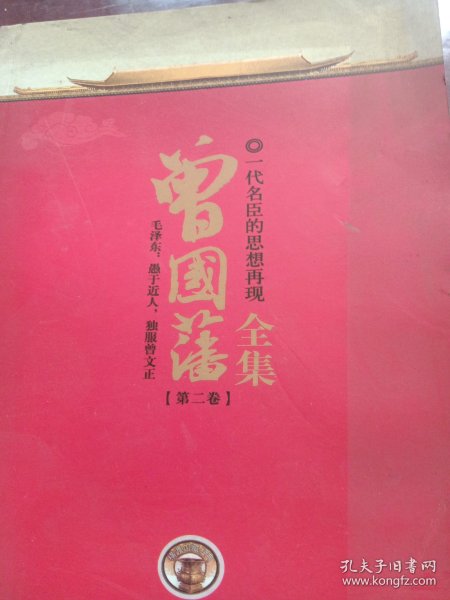 ◎一代名臣的思想再现
曾國藩
全集
毛泽东：愚于近人，独服曾文正
【第二卷】
孔夫子旧书网
www.kongfz.com